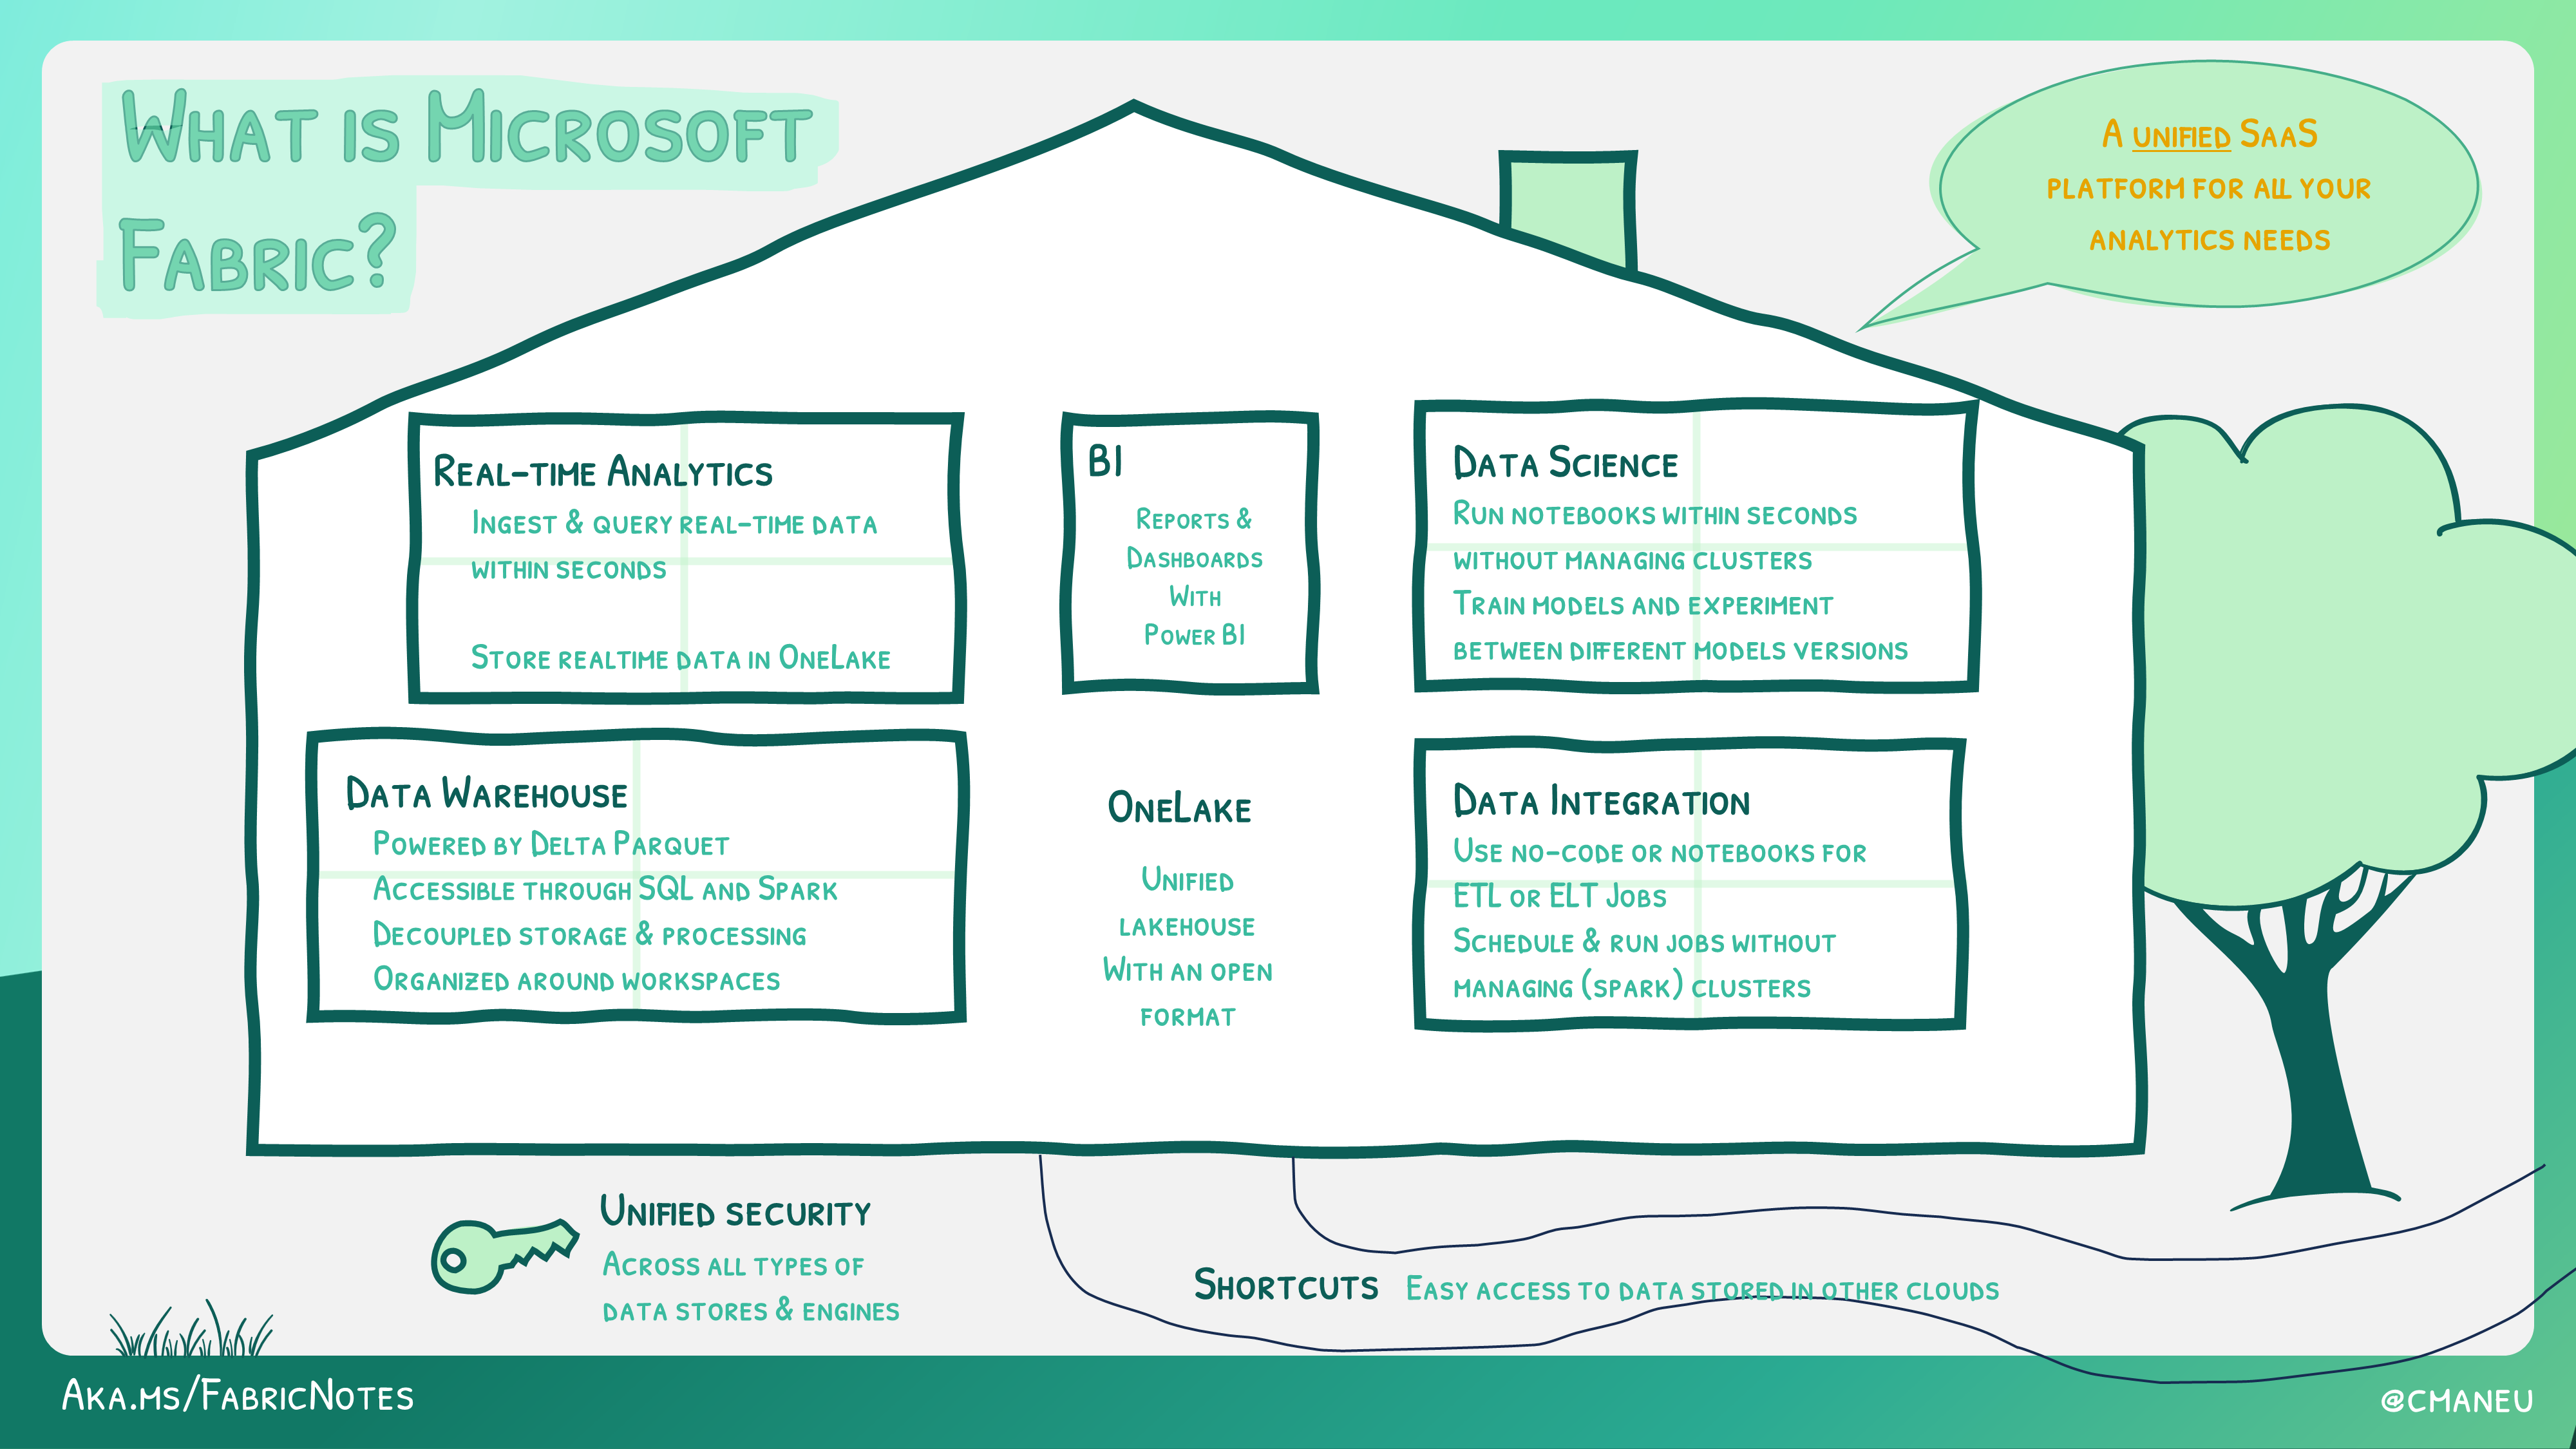 What is Microsoft
Fabric?
A unified SaaS
platform for all your
analytics needs
Real-time Analytics
Ingest & query real-time data
within seconds
Store realtime data in OneLake
BI
Reports &
Dashboards
With
Power BI
Data Science
Run notebooks within seconds
without managing clusters
Train models and experiment
between different models versions
Data Warehouse
Powered by Delta Parquet
Accessible through SQL and Spark
Decoupled storage & processing
Organized around workspaces
OneLake
Unified
lakehouse
With an open
format
Data Integration
Use no-code or notebooks for
ETL or ELT Jobs
Schedule & run jobs without
managing (spark) clusters
Unified security
Across all types of
data stores & engines
Shortcuts Easy access to data stored in other clouds
Aka.ms/FabricNotes
@cmaneu